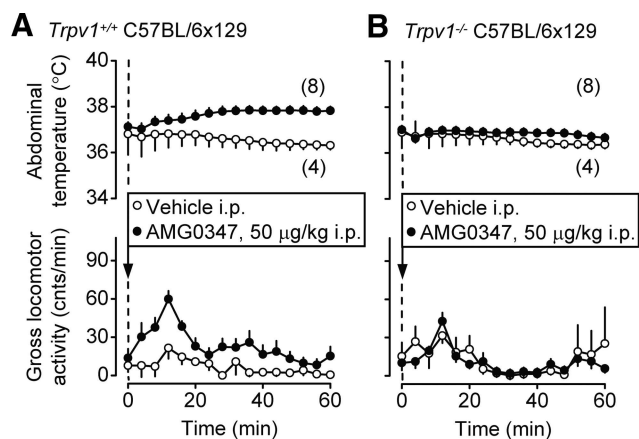 A Trpv1+/+ C57BL/6x129
B Trpv1-/- C57BL/6x129
Abdominal
temperature (°C)
40
38
36
34
(8)
(4)
(8)
(4)
Vehicle i.p.
AMG0347, 50 μg/kg i.p.
Vehicle i.p.
AMG0347, 50 μg/kg i.p.
Gross locomotor
activity (cnts/min)
90
60
30
0
0 20 40 60
0 20 40 60
Time (min)
Time (min)